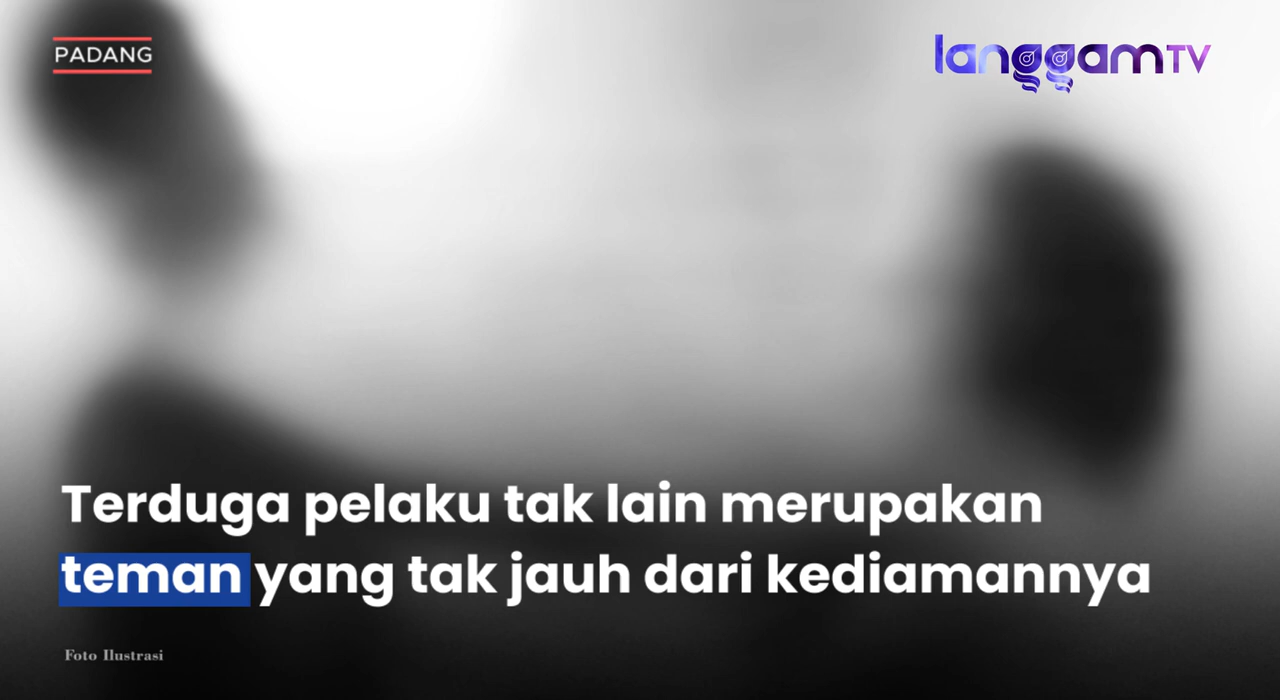 PADANG
langgamTV
Terduga pelaku tak lain merupakan
teman yang tak jauh dari kediamannya
Foto Ilustrasi